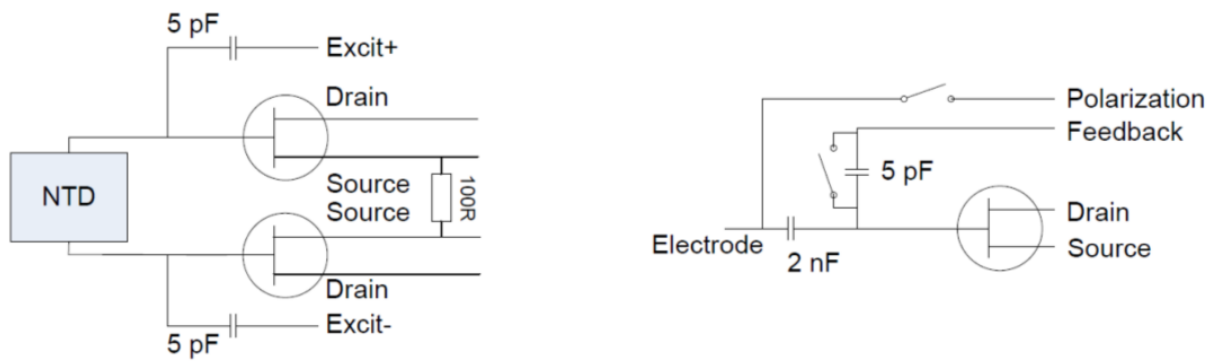 5 pF
Excit+
Drain
NTD
Source
Source
100R
Drain
Excit-
5 pF
Polarization
Feedback
5 pF
Drain
Electrode
Source
2 nF